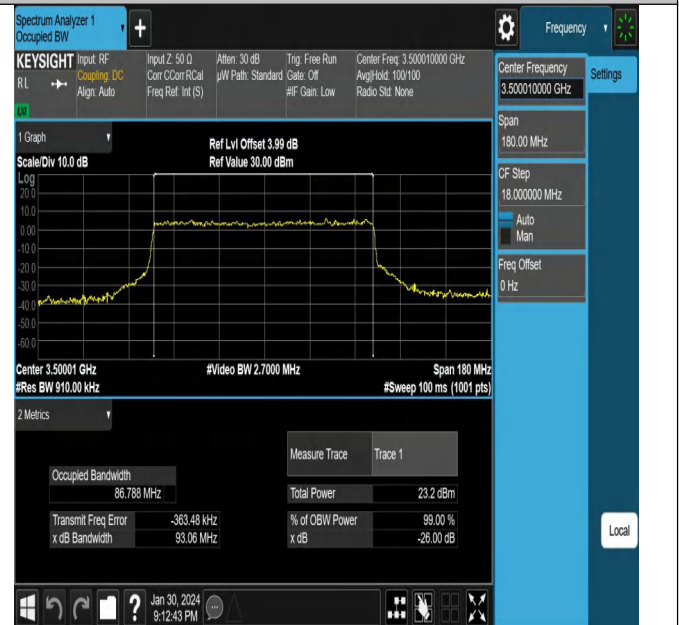 Spectrum Analyzer 1
Occupied BW
+
Frequency
KEYSIGHT
RL
LXI
Input: RF
Coupling: DC
Align: Auto
Input Z: 50 Ω
Corr CCorr RCal
Freq Ref: Int (S)
Atten: 30 dB
µW Path: Standard
Trig: Free Run
Gate: Off
#IF Gain: Low
Center Freq: 3.500010000 GHz
Avg|Hold: 100/100
Radio Std: None
Center Frequency
3.500010000 GHz
Settings
Span
180.00 MHz
CF Step
18.000000 MHz
Auto
Man
Freq Offset
0 Hz
1 Graph
Scale/Div 10.0 dB
Ref Lvl Offset 3.99 dB
Ref Value 30.00 dBm
Log
20.0
10.0
0.00
-10.0
-20.0
-30.0
-40.0
-50.0
-60.0
Center 3.50001 GHz
#Res BW 910.00 kHz
#Video BW 2.7000 MHz
Span 180 MHz
#Sweep 100 ms (1001 pts)
2 Metrics
Occupied Bandwidth
86.788 MHz
Transmit Freq Error -363.48 kHz
x dB Bandwidth 93.06 MHz
Measure Trace Trace 1
Total Power 23.2 dBm
% of OBW Power 99.00 %
x dB -26.00 dB
Local
?
Jan 30, 2024
9:12:43 PM